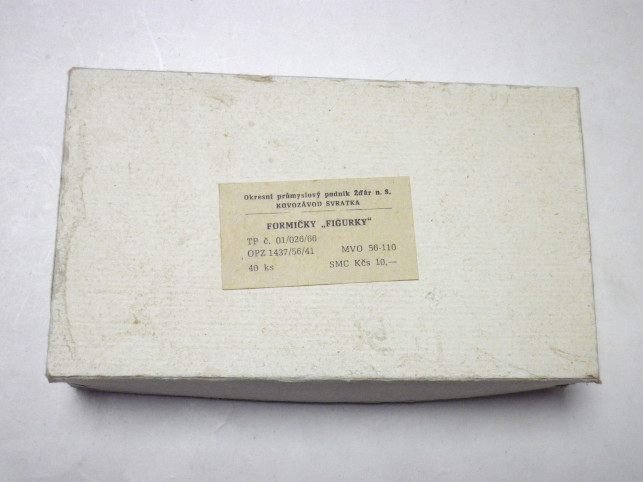 Okresní průmyslový podnik Žďár n. S.
KOVOZÁVOD SVRATKA
FORMIČKY „FIGURKY"
TP č. 01/026/66
OPZ 1437/56/41 MVO 56-110
40 ks SMC Kčs 10,—